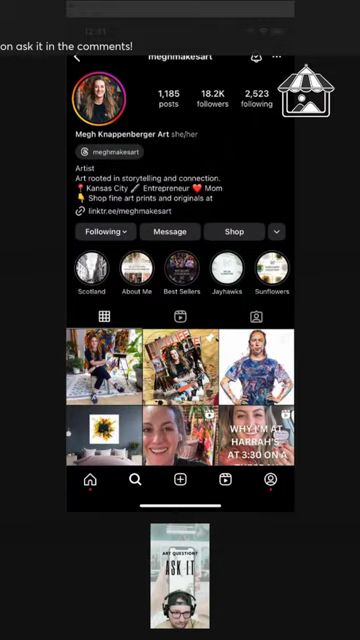 12:41
on ask it in the comments!
meghmakesart
1,185
posts
18.2K
followers
2,523
following
Megh Knappenberger Art she/her
meghmakesart
Artist
Art rooted in storytelling and connection.
📍 Kansas City 🖌️ Entrepreneur ❤️ Mom
👇 Shop fine art prints and originals at
linktr.ee/meghmakesart
Following
Message
Shop
Scotland
About Me
Best Sellers
Jayhawks
Sunflowers
WHY I'M AT
HARRAH'S
AT 3:30 ON A
ART QUESTION?
ASK IT